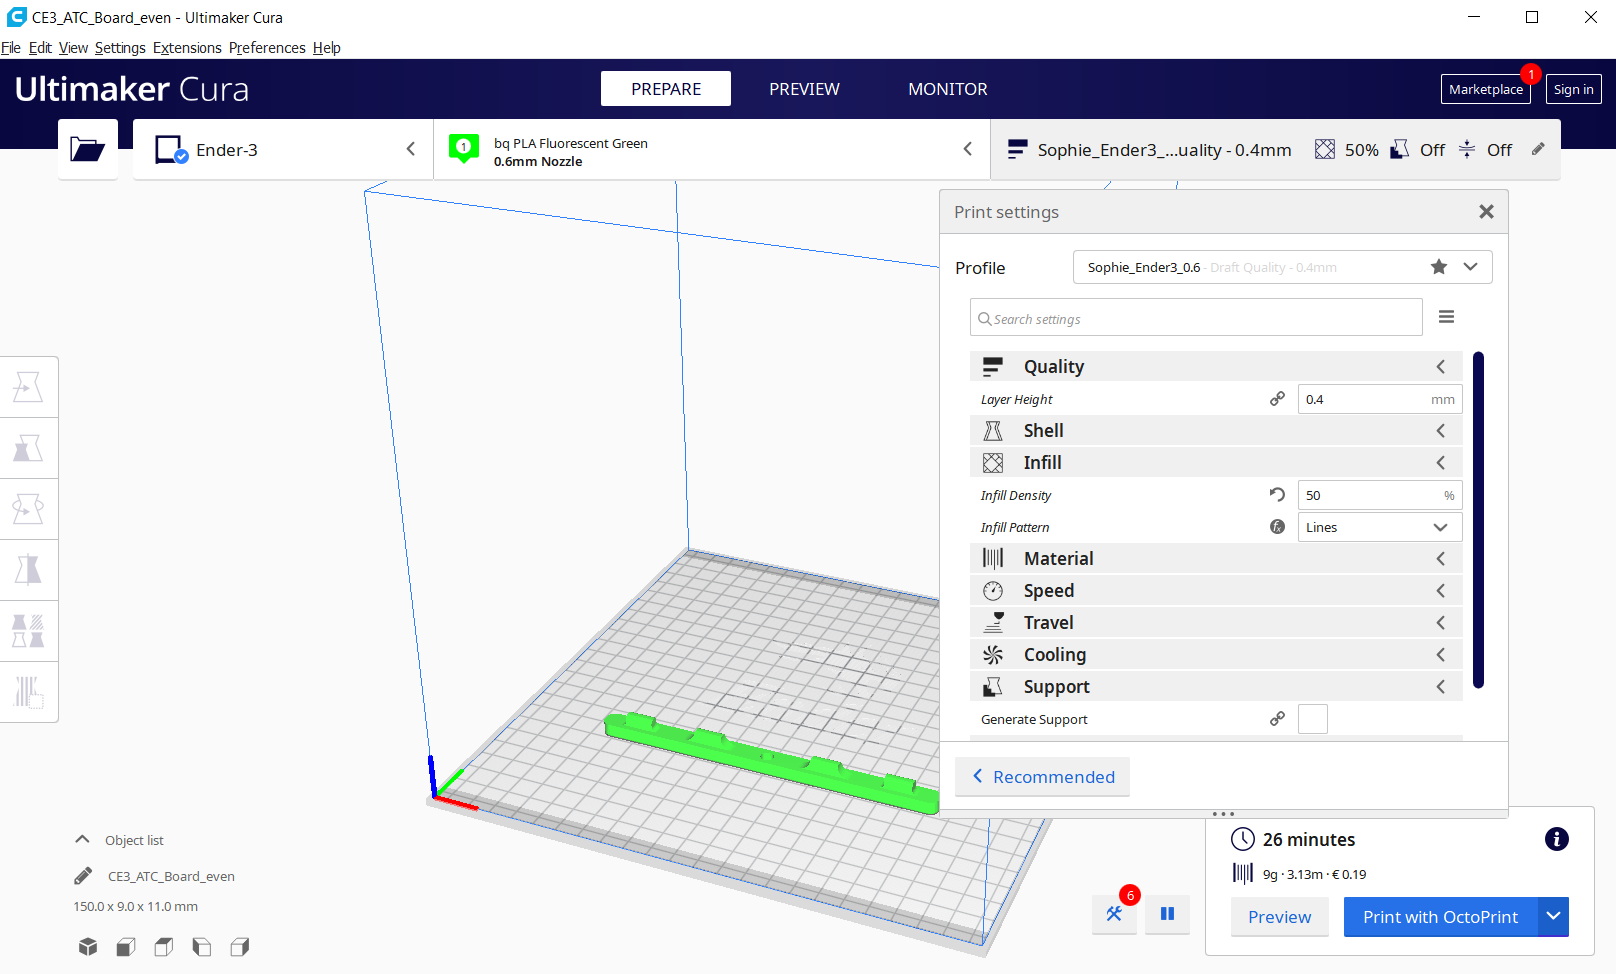 CE3_ATC_Board_even - Ultimaker Cura
File Edit View Settings Extensions Preferences Help
Ultimaker Cura
PREPARE
PREVIEW
MONITOR
Marketplace
1
Sign in
Ender-3
1
bq PLA Fluorescent Green
0.6mm Nozzle
Sophie_Ender3_...uality - 0.4mm
50%
Off
Off
Print settings
Profile
Sophie_Ender3_0.6 - Draft Quality - 0.4mm
Search settings
Quality
Layer Height
0.4 mm
Shell
Infill
Infill Density
50 %
Infill Pattern
Lines
Material
Speed
Travel
Cooling
Support
Generate Support
Recommended
Object list
CE3_ATC_Board_even
150.0 x 9.0 x 11.0 mm
6
26 minutes
9g · 3.13m · € 0.19
Preview
Print with OctoPrint